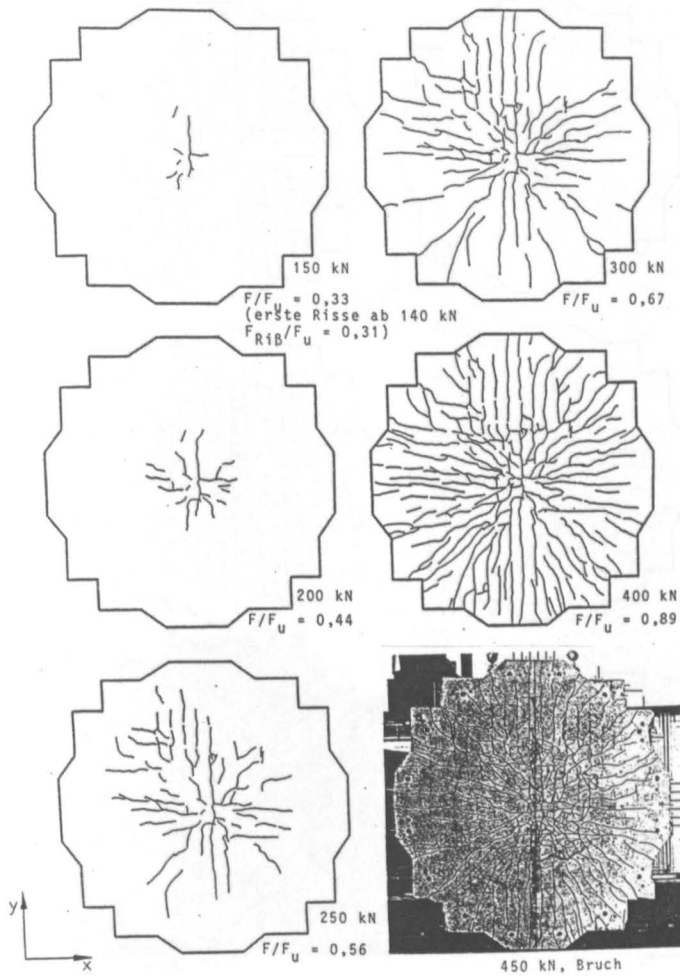 150 kN
F/Fu = 0,33
(erste Risse ab 140 kN
FRiß/Fu = 0,31)
300 kN
F/Fu = 0,67
200 kN
F/Fu = 0,44
400 kN
F/Fu = 0,89
250 kN
F/Fu = 0,56
y
x
450 kN, Bruch